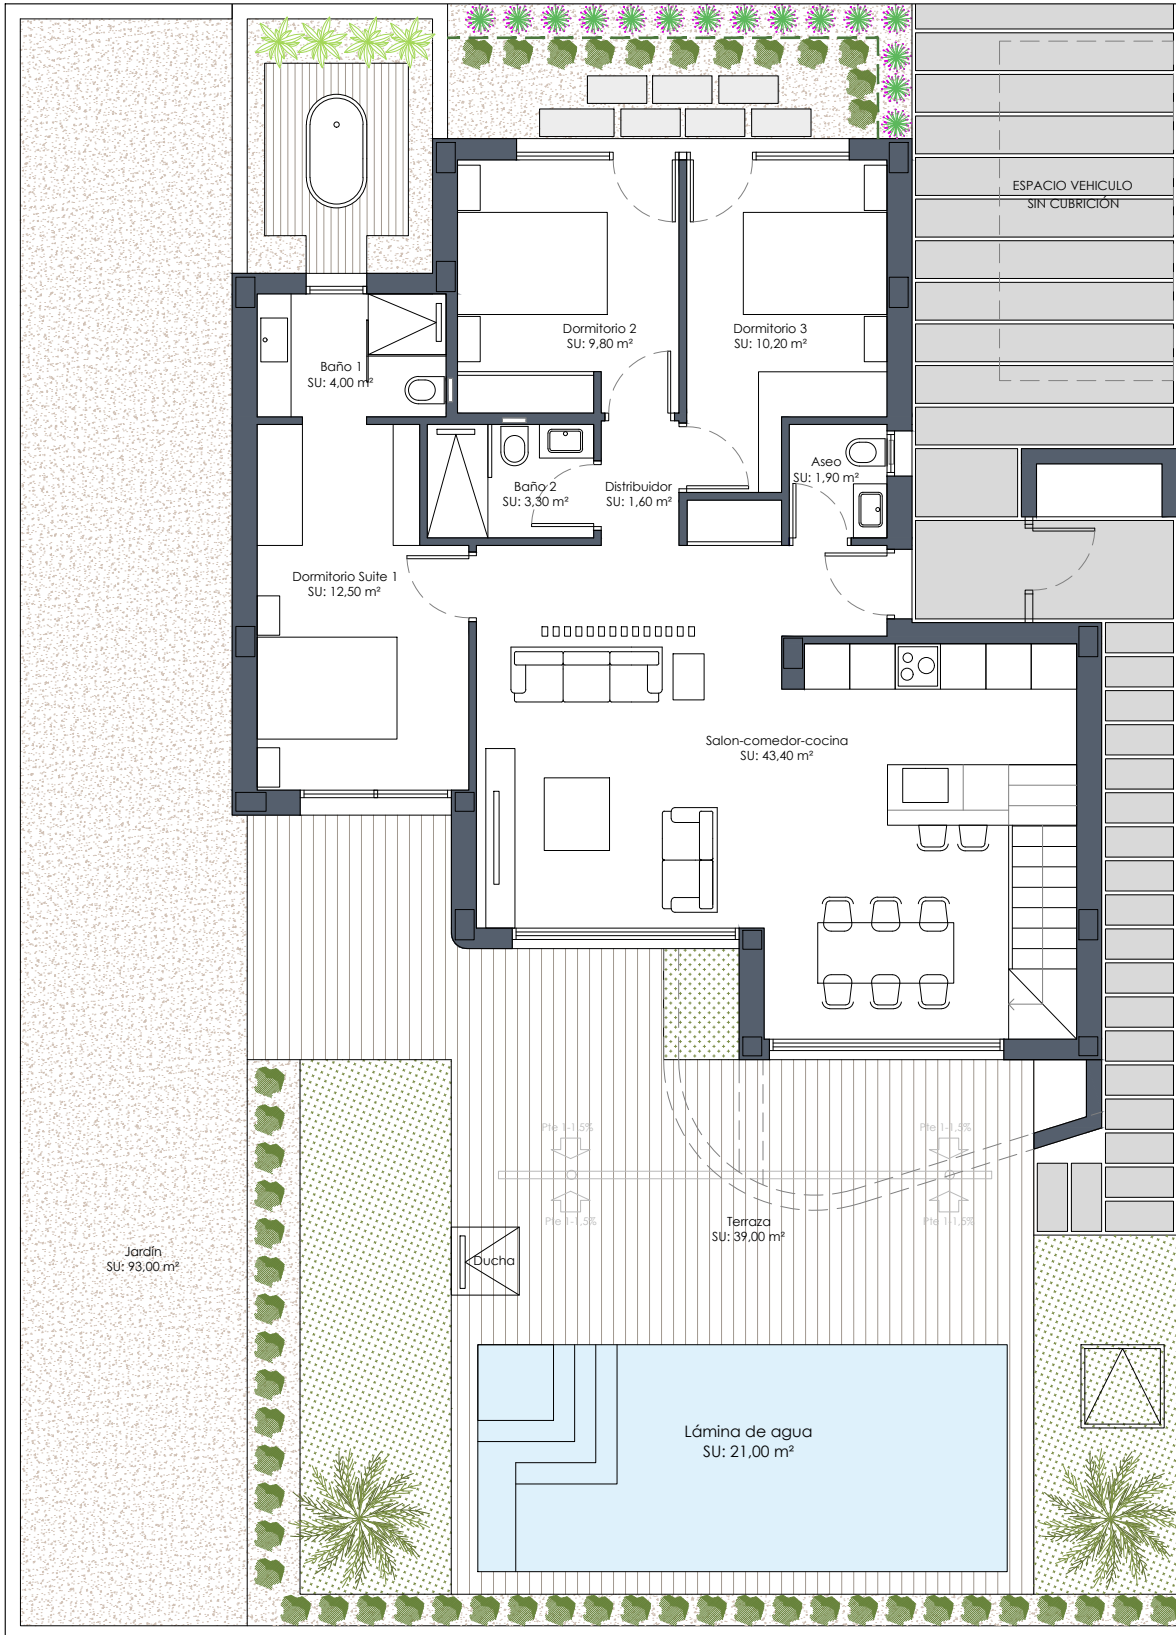 ESPACIO VEHICULO
SIN CUBRICIÓN
Dormitorio 2
SU: 9,80 m²
Dormitorio 3
SU: 10,20 m²
Baño 1
SU: 4,00 m²
Aseo
SU: 1,90 m²
Baño 2
SU: 3,30 m²
Distribuidor
SU: 1,60 m²
Dormitorio Suite 1
SU: 12,50 m²
Salon-comedor-cocina
SU: 43,40 m²
Pte 1-1,5%
Pte 1-1,5%
Pte 1-1,5%
Pte 1-1,5%
Terraza
SU: 39,00 m²
Jardín
SU: 93,00 m²
Ducha
Lámina de agua
SU: 21,00 m²